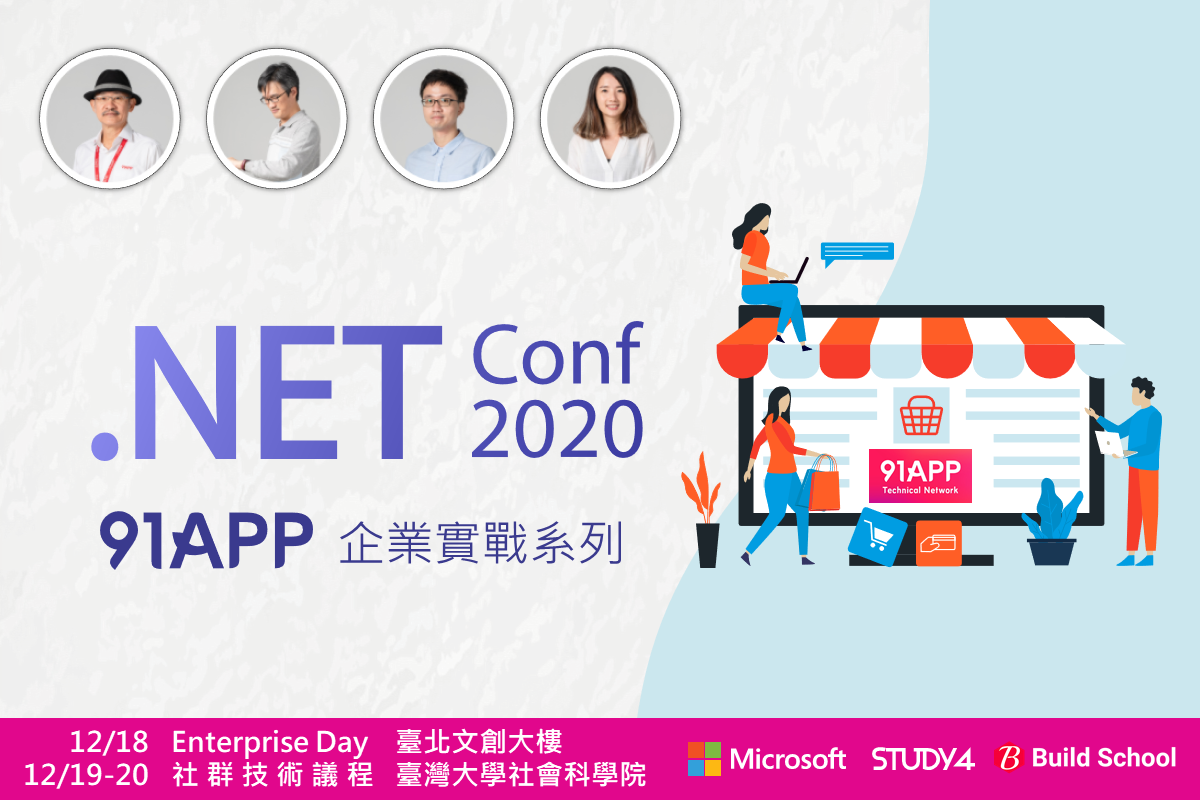 .NET Conf 2020
91APP 企業實戰系列
91APP
Technical Network
12/18 Enterprise Day 臺北文創大樓
12/19-20 社群技術議程 臺灣大學社會科學院
Microsoft STUDY4 B Build School